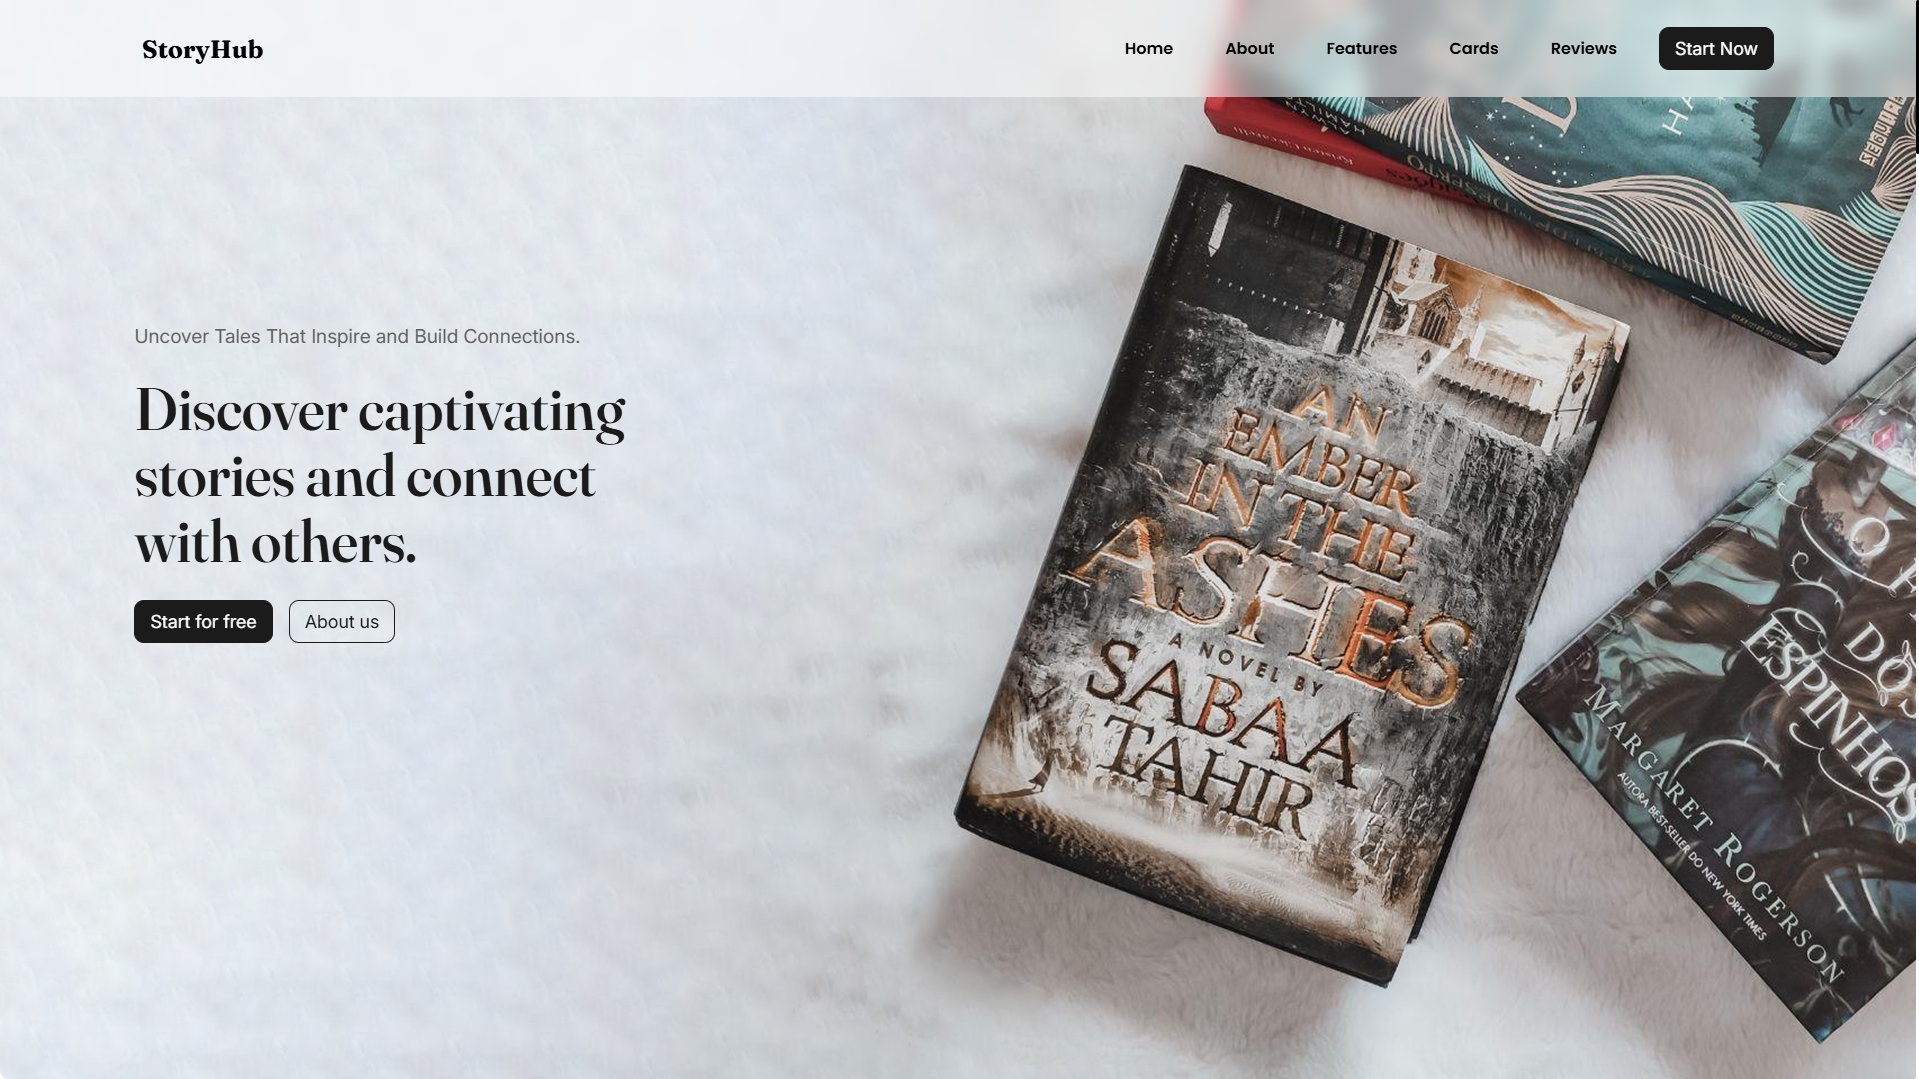 StoryHub
Home
About
Features
Cards
Reviews
Start Now
Uncover Tales That Inspire and Build Connections.
Discover captivating
stories and connect
with others.
Start for free
About us
Kristen Ciccarelli
AN
EMBER
IN THE
ASHES
A NOVEL BY
SABAA
TAHIR
O
DOS
ESPINHOS
MARGARET ROGERSON
AUTORA BEST-SELLER DO NEW YORK TIMES